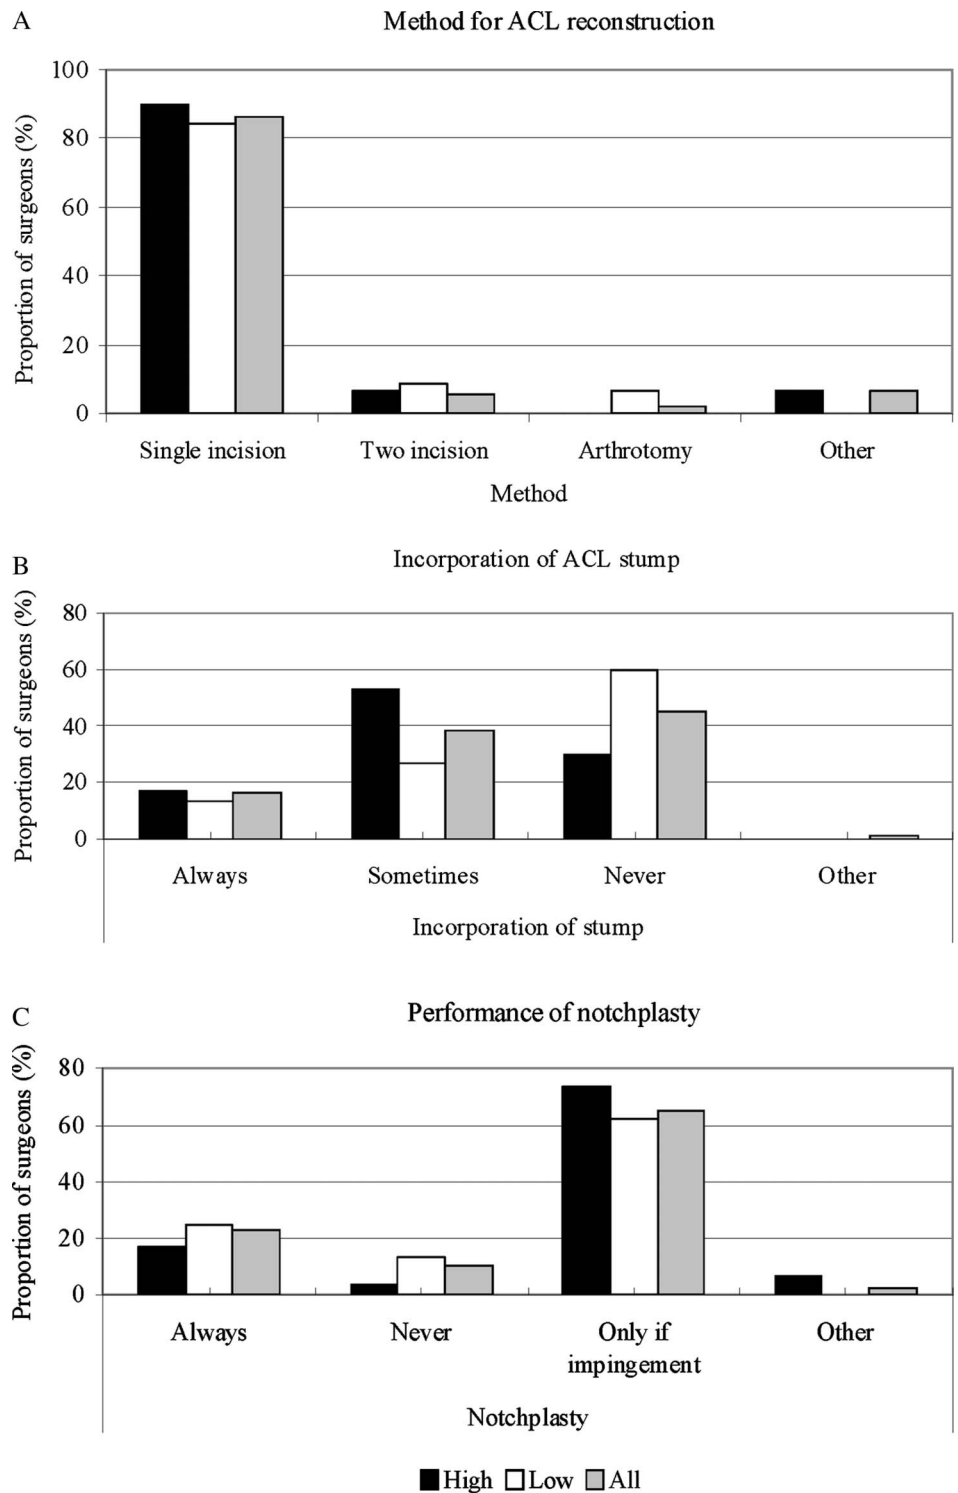 A
Method for ACL reconstruction
Proportion of surgeons (%)
100
80
60
40
20
0
Single incision
Two incision
Arthrotomy
Other
Method
B
Incorporation of ACL stump
Proportion of surgeons (%)
80
60
40
20
0
Always
Sometimes
Never
Other
Incorporation of stump
C
Performance of notchplasty
Proportion of surgeons (%)
80
60
40
20
0
Always
Never
Only if
impingement
Other
Notchplasty
High
Low
All